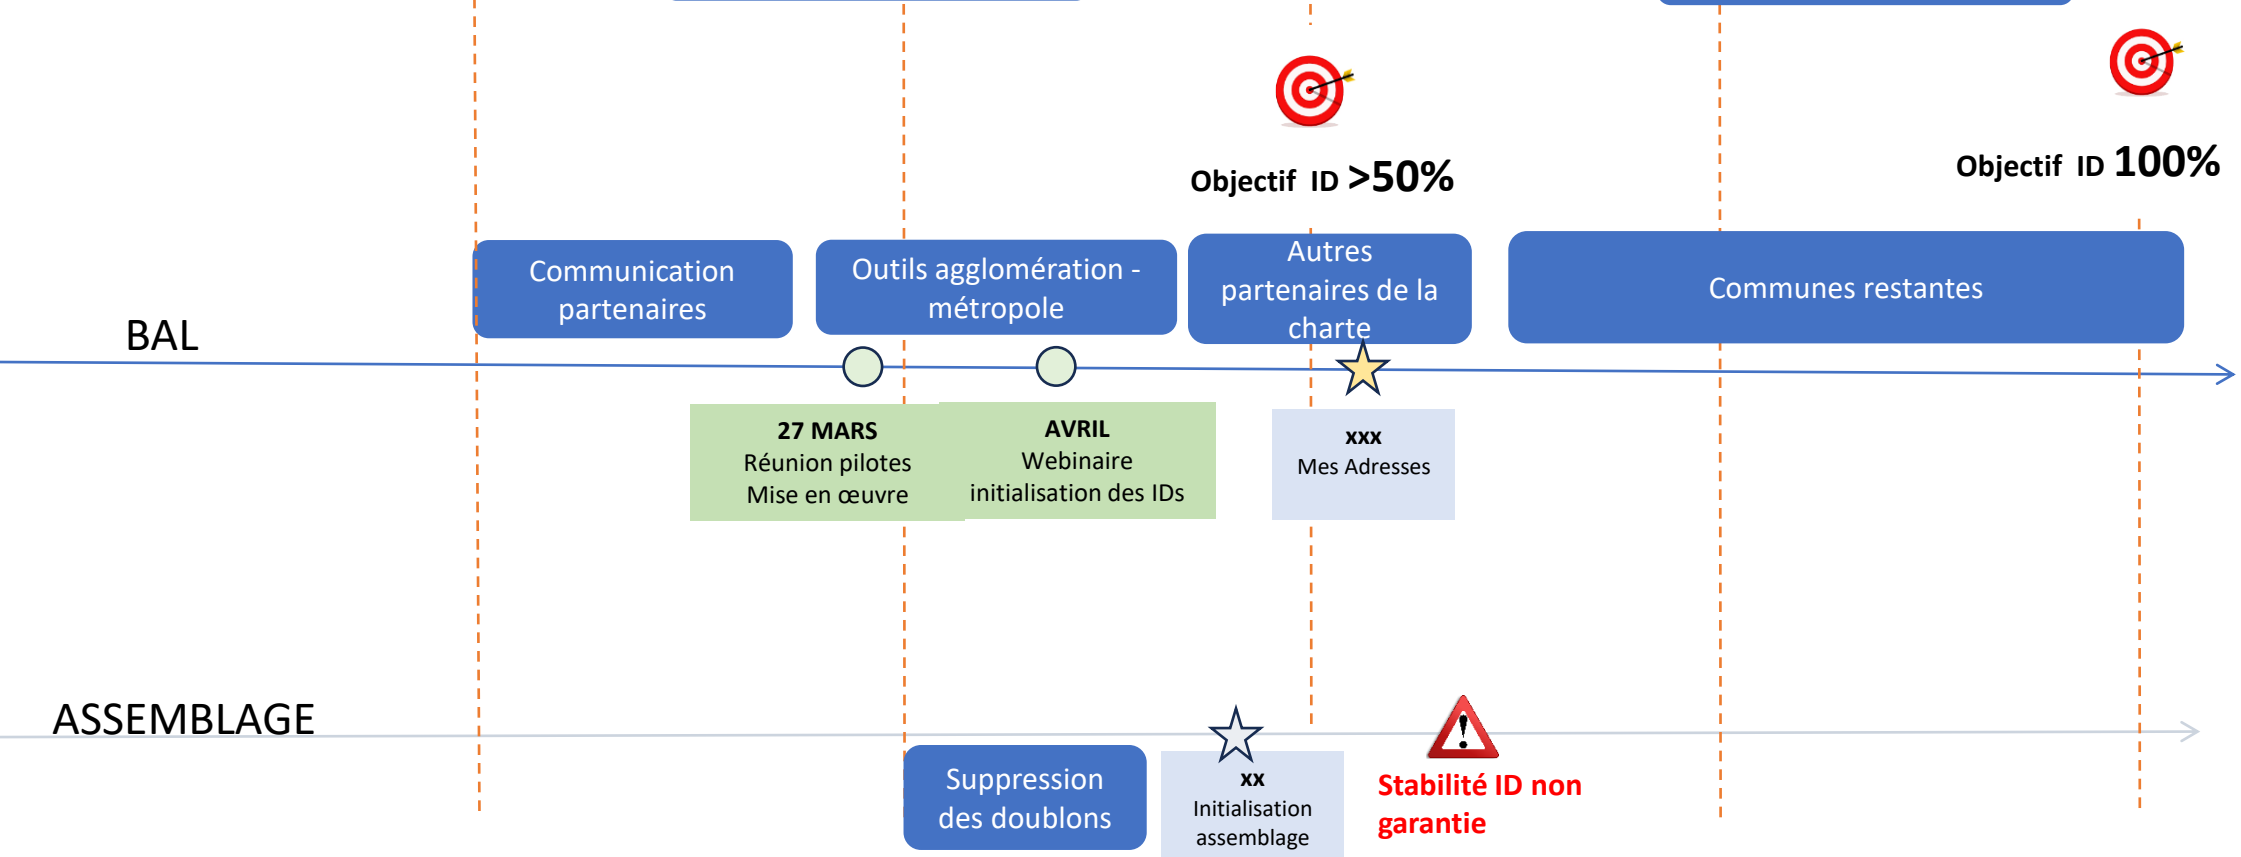 Objectif ID >50%
Objectif ID 100%
Communication
partenaires
Outils agglomération -
métropole
Autres
partenaires de la
charte
Communes restantes
BAL
27 MARS
Réunion pilotes
Mise en œuvre
AVRIL
Webinaire
initialisation des IDs
xxx
Mes Adresses
ASSEMBLAGE
Suppression
des doublons
xx
Initialisation
assemblage
Stabilité ID non
garantie